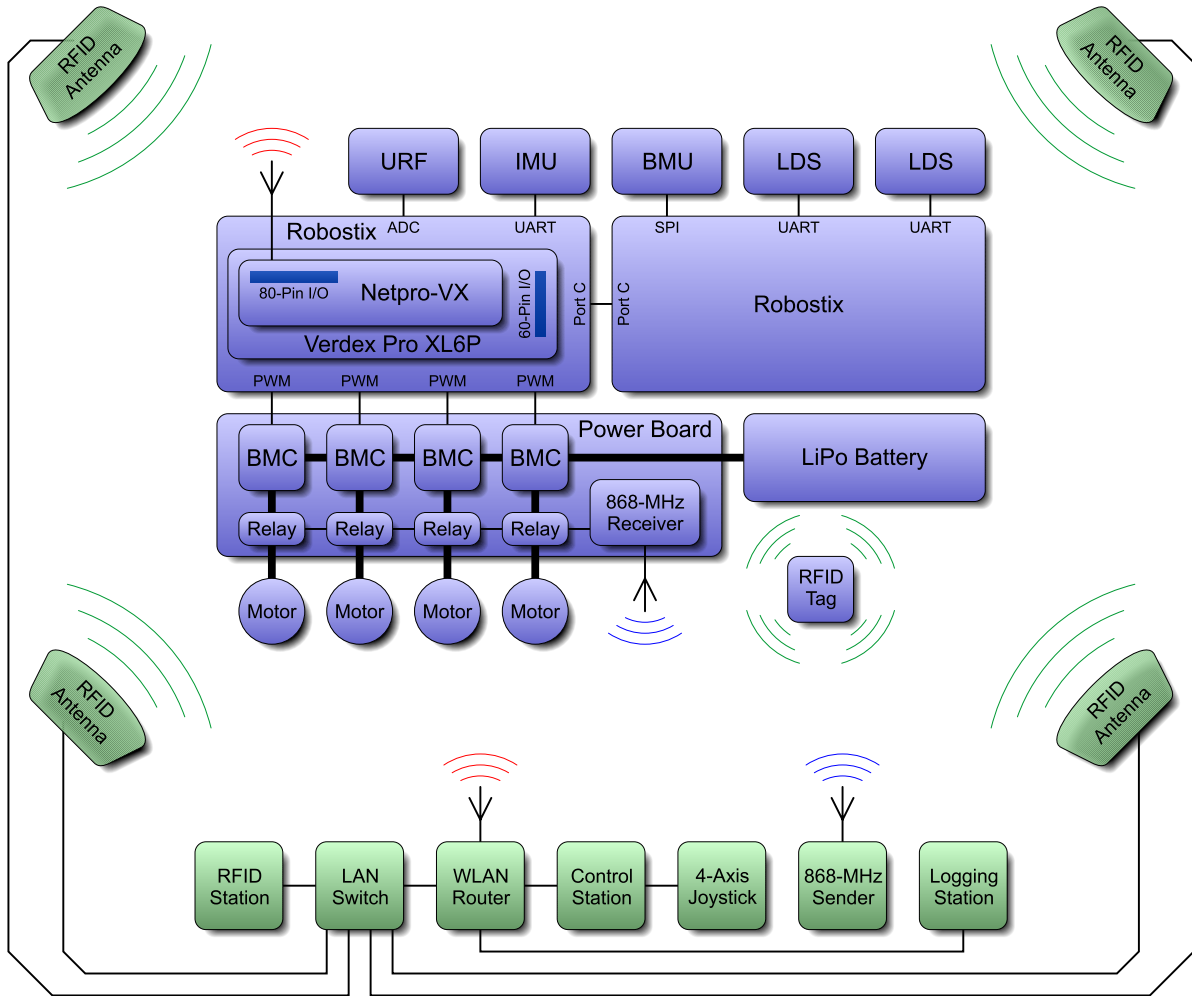 RFID
Antenna
RFID
Antenna
URF
IMU
BMU
LDS
LDS
Robostix
ADC
UART
SPI
UART
UART
80-Pin I/O
Netpro-VX
60-Pin I/O
Verdex Pro XL6P
Port C
Port C
Robostix
PWM
PWM
PWM
PWM
Power Board
BMC
BMC
BMC
BMC
LiPo Battery
868-MHz
Receiver
Relay
Relay
Relay
Relay
RFID
Tag
Motor
Motor
Motor
Motor
RFID
Antenna
RFID
Antenna
RFID
Station
LAN
Switch
WLAN
Router
Control
Station
4-Axis
Joystick
868-MHz
Sender
Logging
Station